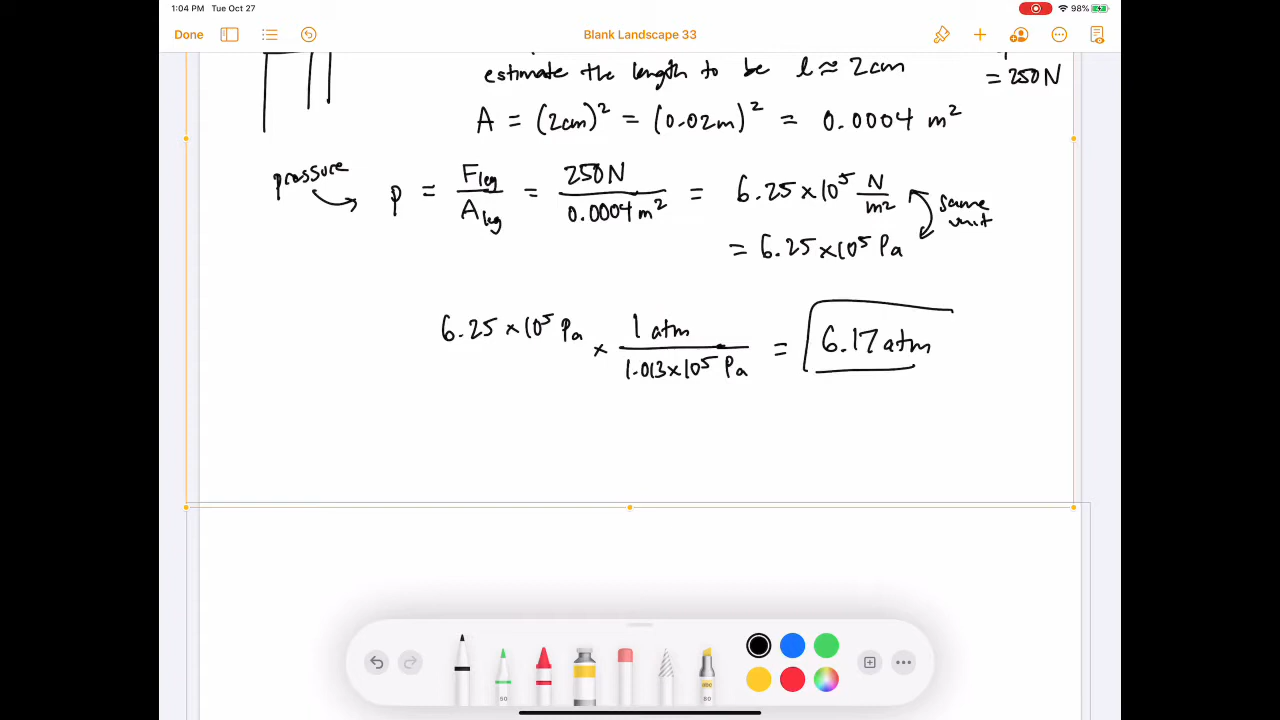 1:04 PM Tue Oct 27
98%
Done
Blank Landscape 33
estimate the length to be l ≈ 2cm
= 250N
A = (2cm)² = (0.02m)² = 0.0004 m²
pressure
p = F_leg / A_leg = 250N / 0.0004 m² = 6.25 × 10⁵ N/m²
same unit
= 6.25 × 10⁵ Pa
6.25 × 10⁵ Pa × 1 atm / 1.013 × 10⁵ Pa = 6.17 atm
50
80